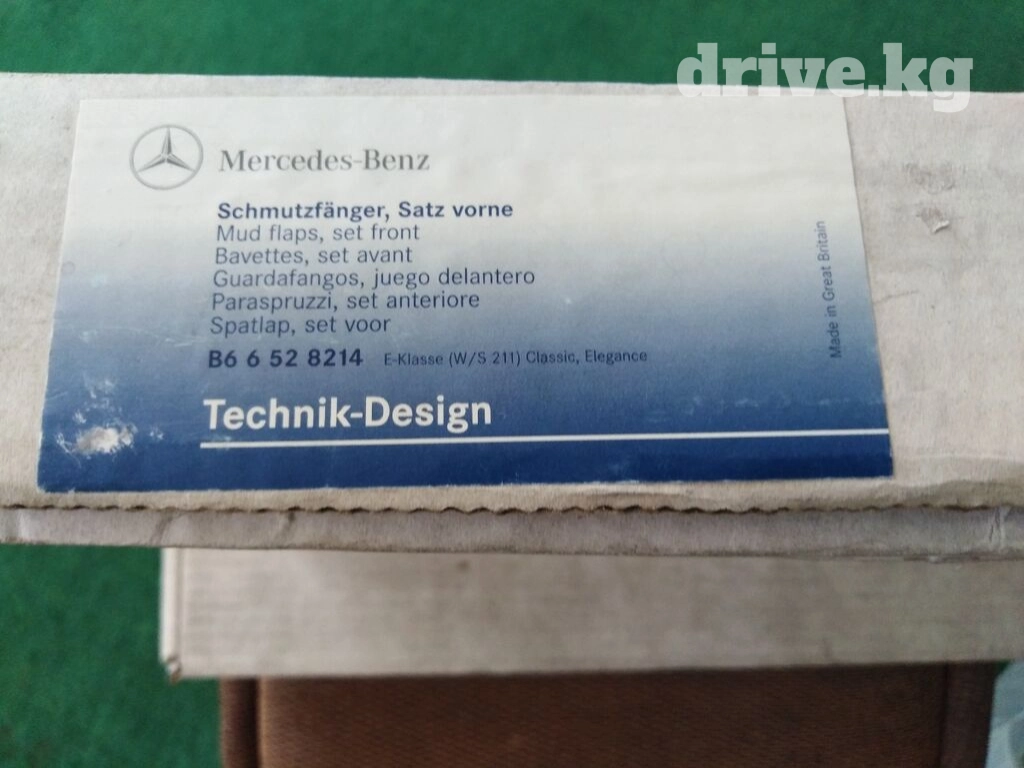 drive.kg
Mercedes-Benz
Schmutzfänger, Satz vorne
Mud flaps, set front
Bavettes, set avant
Guardafangos, juego delantero
Paraspruzzi, set anteriore
Spatlap, set voor
B6 6 52 8214 E-Klasse (W/S 211) Classic, Elegance
Technik-Design
Made in Great Britain